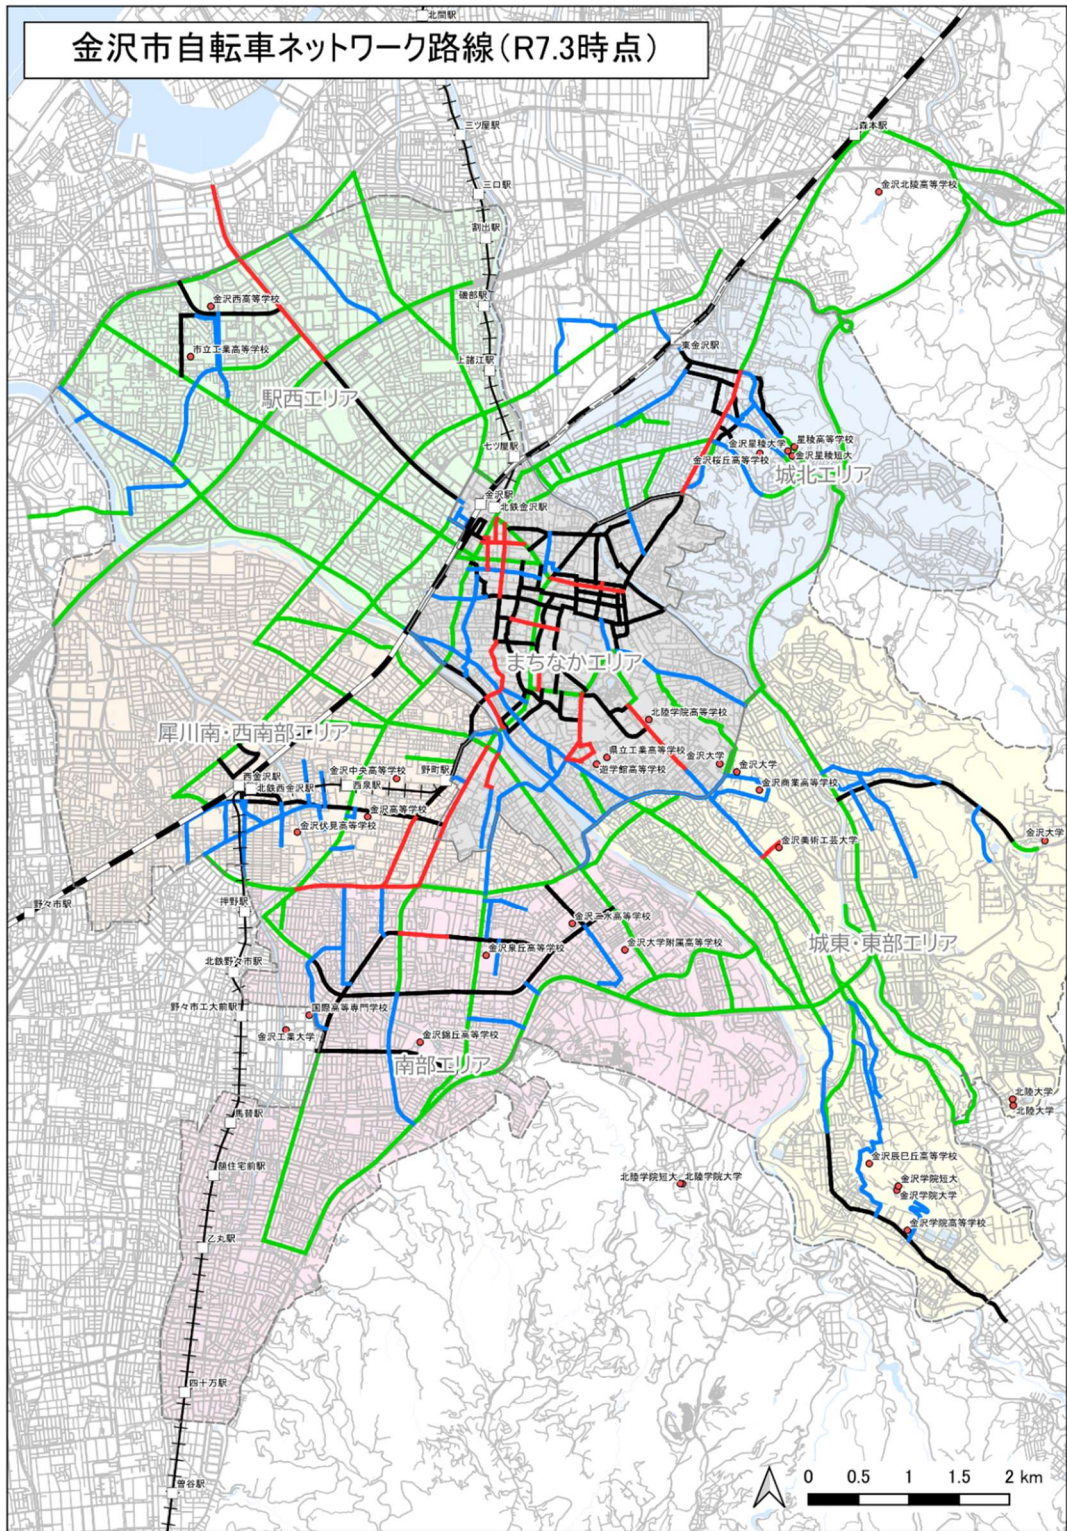 北間駅
金沢市自転車ネットワーク路線(R7.3時点)
三ツ屋駅
森本駅
三口駅
金沢北陵高等学校
割出駅
磯部駅
金沢西高等学校
東金沢駅
市立工業高等学校
上諸江駅
駅西エリア
七ツ屋駅
金沢星稜大学
星稜高等学校
金沢桜丘高等学校
金沢星稜短大
城北エリア
金沢駅
北鉄金沢駅
まちなかエリア
北陸学院高等学校
犀川南・西南部エリア
県立工業高等学校
遊学館高等学校
金沢大学
金沢大学
金沢商業高等学校
西金沢駅
北鉄西金沢駅
金沢中央高等学校
野町駅
西泉駅
金沢高等学校
金沢伏見高等学校
金沢美術工芸大学
金沢大学
野々市駅
押野駅
金沢二水高等学校
城東・東部エリア
金沢泉丘高等学校
金沢大学附属高等学校
北鉄野々市駅
野々市工大前駅
国際高等専門学校
金沢工業大学
金沢錦丘高等学校
南部エリア
馬替駅
北陸大学
北陸大学
額住宅前駅
北陸学院短大
北陸学院大学
金沢辰巳丘高等学校
金沢学院短大
金沢学院大学
金沢学院高等学校
乙丸駅
四十万駅
曽谷駅
0 0.5 1 1.5 2 km